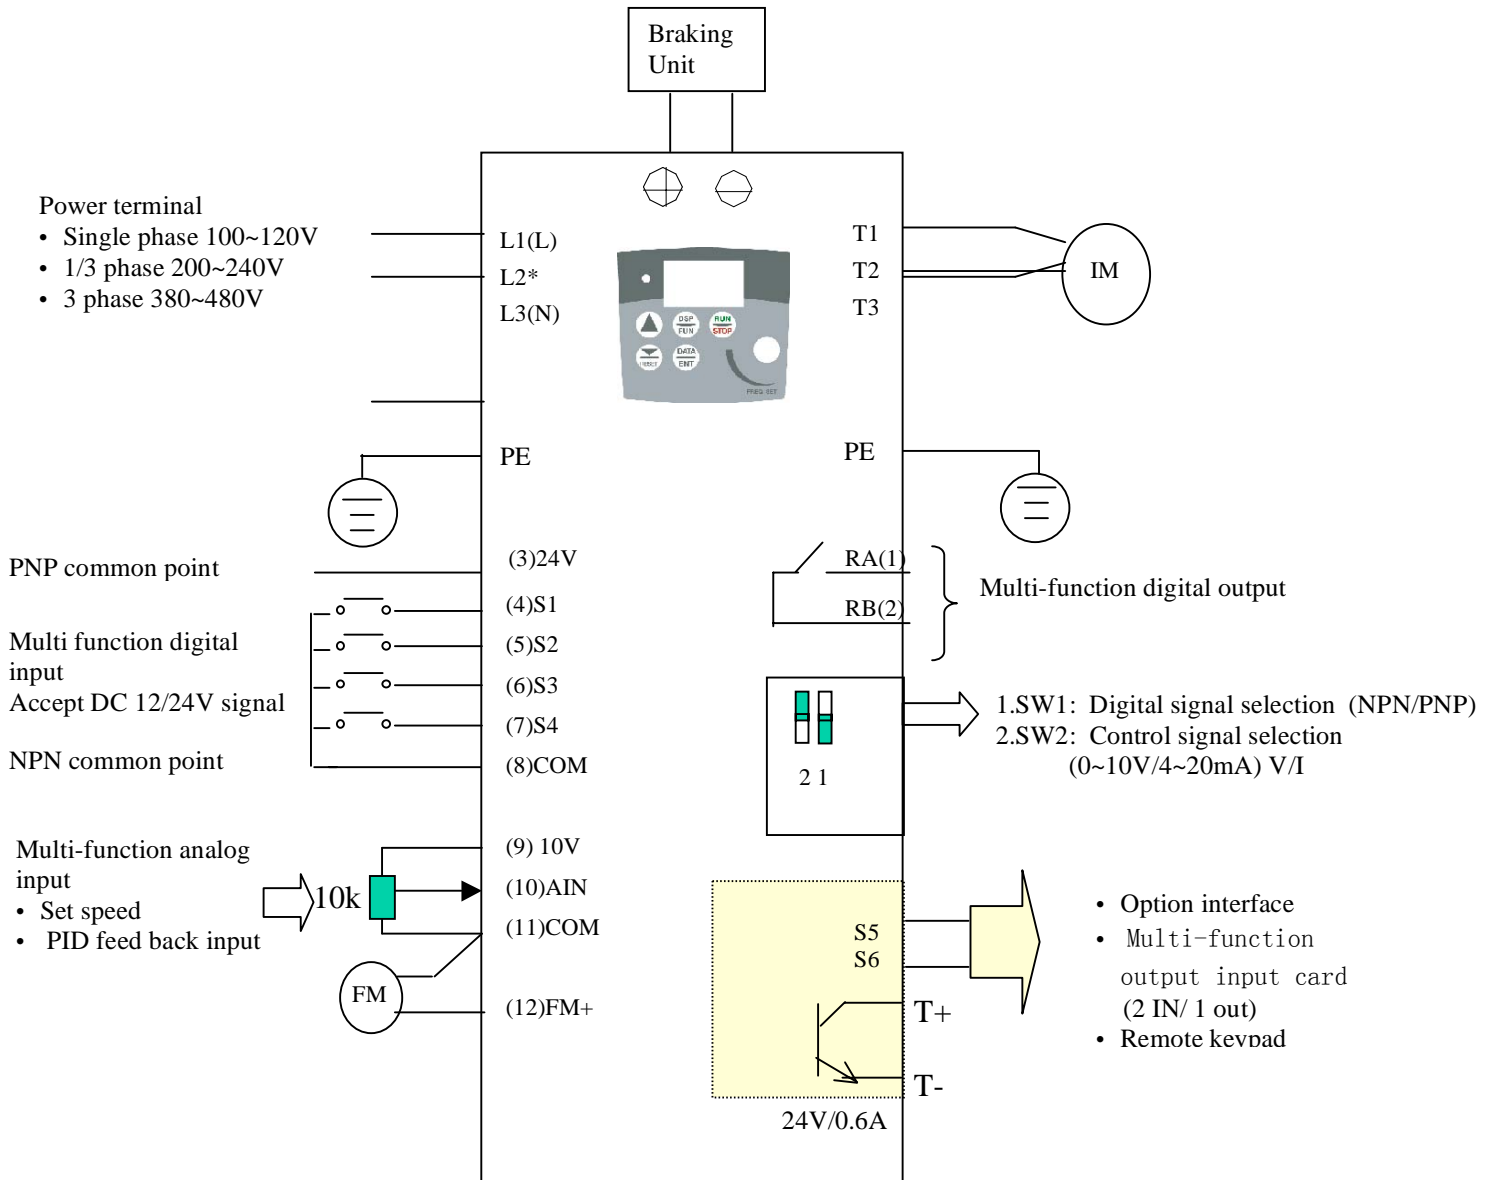 Braking
Unit
Power terminal
• Single phase 100~120V
• 1/3 phase 200~240V
• 3 phase 380~480V
L1(L)
L2*
L3(N)
T1
T2
T3
IM
DSP
FUN
RUN
STOP
RESET
DATA
ENT
FREQ SET
PE
PE
PNP common point
(3)24V
(4)S1
Multi function digital
input
Accept DC 12/24V signal
(5)S2
(6)S3
(7)S4
NPN common point
(8)COM
RA(1)
RB(2)
Multi-function digital output
2 1
1.SW1: Digital signal selection (NPN/PNP)
2.SW2: Control signal selection
(0~10V/4~20mA) V/I
Multi-function analog
input
• Set speed
• PID feed back input
10k
(9) 10V
(10)AIN
(11)COM
FM
(12)FM+
S5
S6
T+
T-
24V/0.6A
• Option interface
• Multi-function
output input card
(2 IN/ 1 out)
• Remote keypad